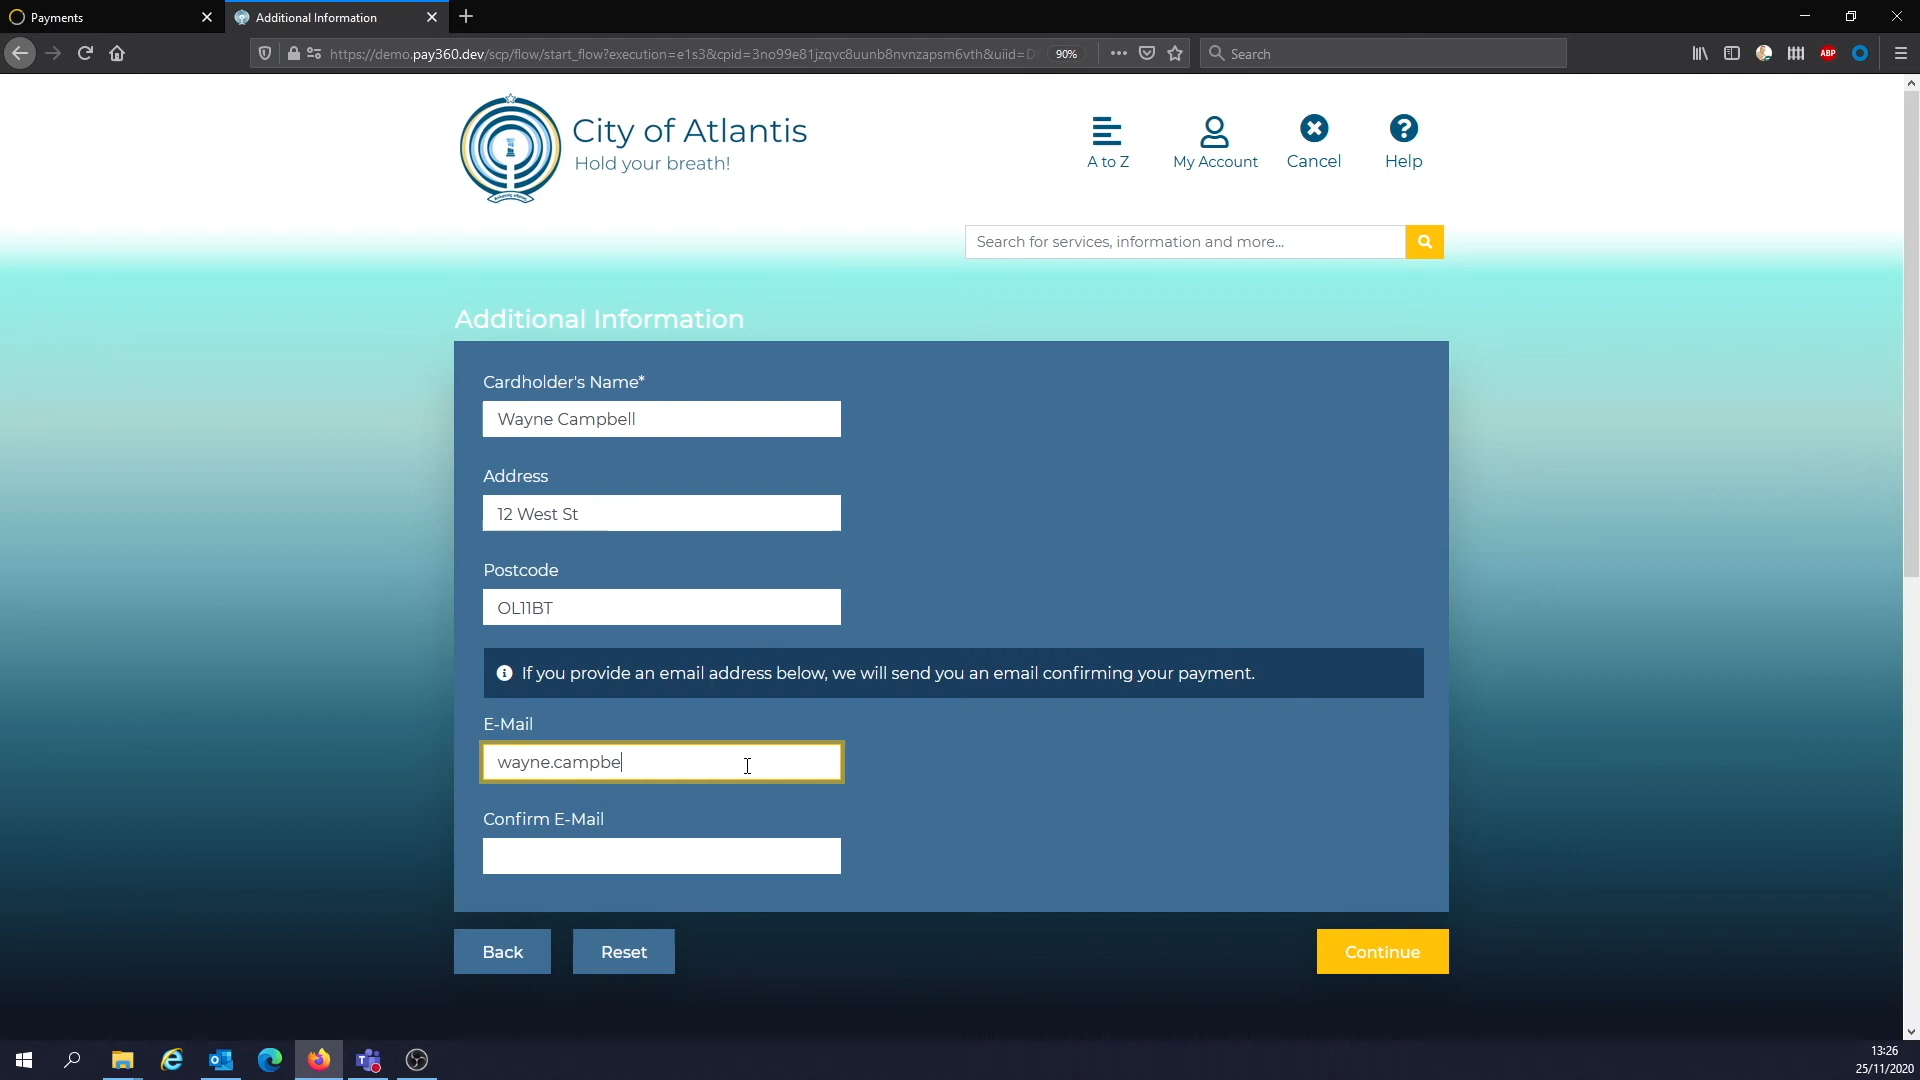 Payments
Additional Information
https://demo.pay360.dev/scp/flow/start_flow?execution=e1s3&cpid=3no99e81jzqvc8uunb8nvnzapsm6vth&uiid=D
90%
Search
ABP
City of Atlantis
Hold your breath!
A to Z
My Account
Cancel
Help
Search for services, information and more...
Additional Information
Cardholder's Name*
Wayne Campbell
Address
12 West St
Postcode
OL11BT
If you provide an email address below, we will send you an email confirming your payment.
E-Mail
wayne.campbe
Confirm E-Mail
Back
Reset
Continue
13:26
25/11/2020